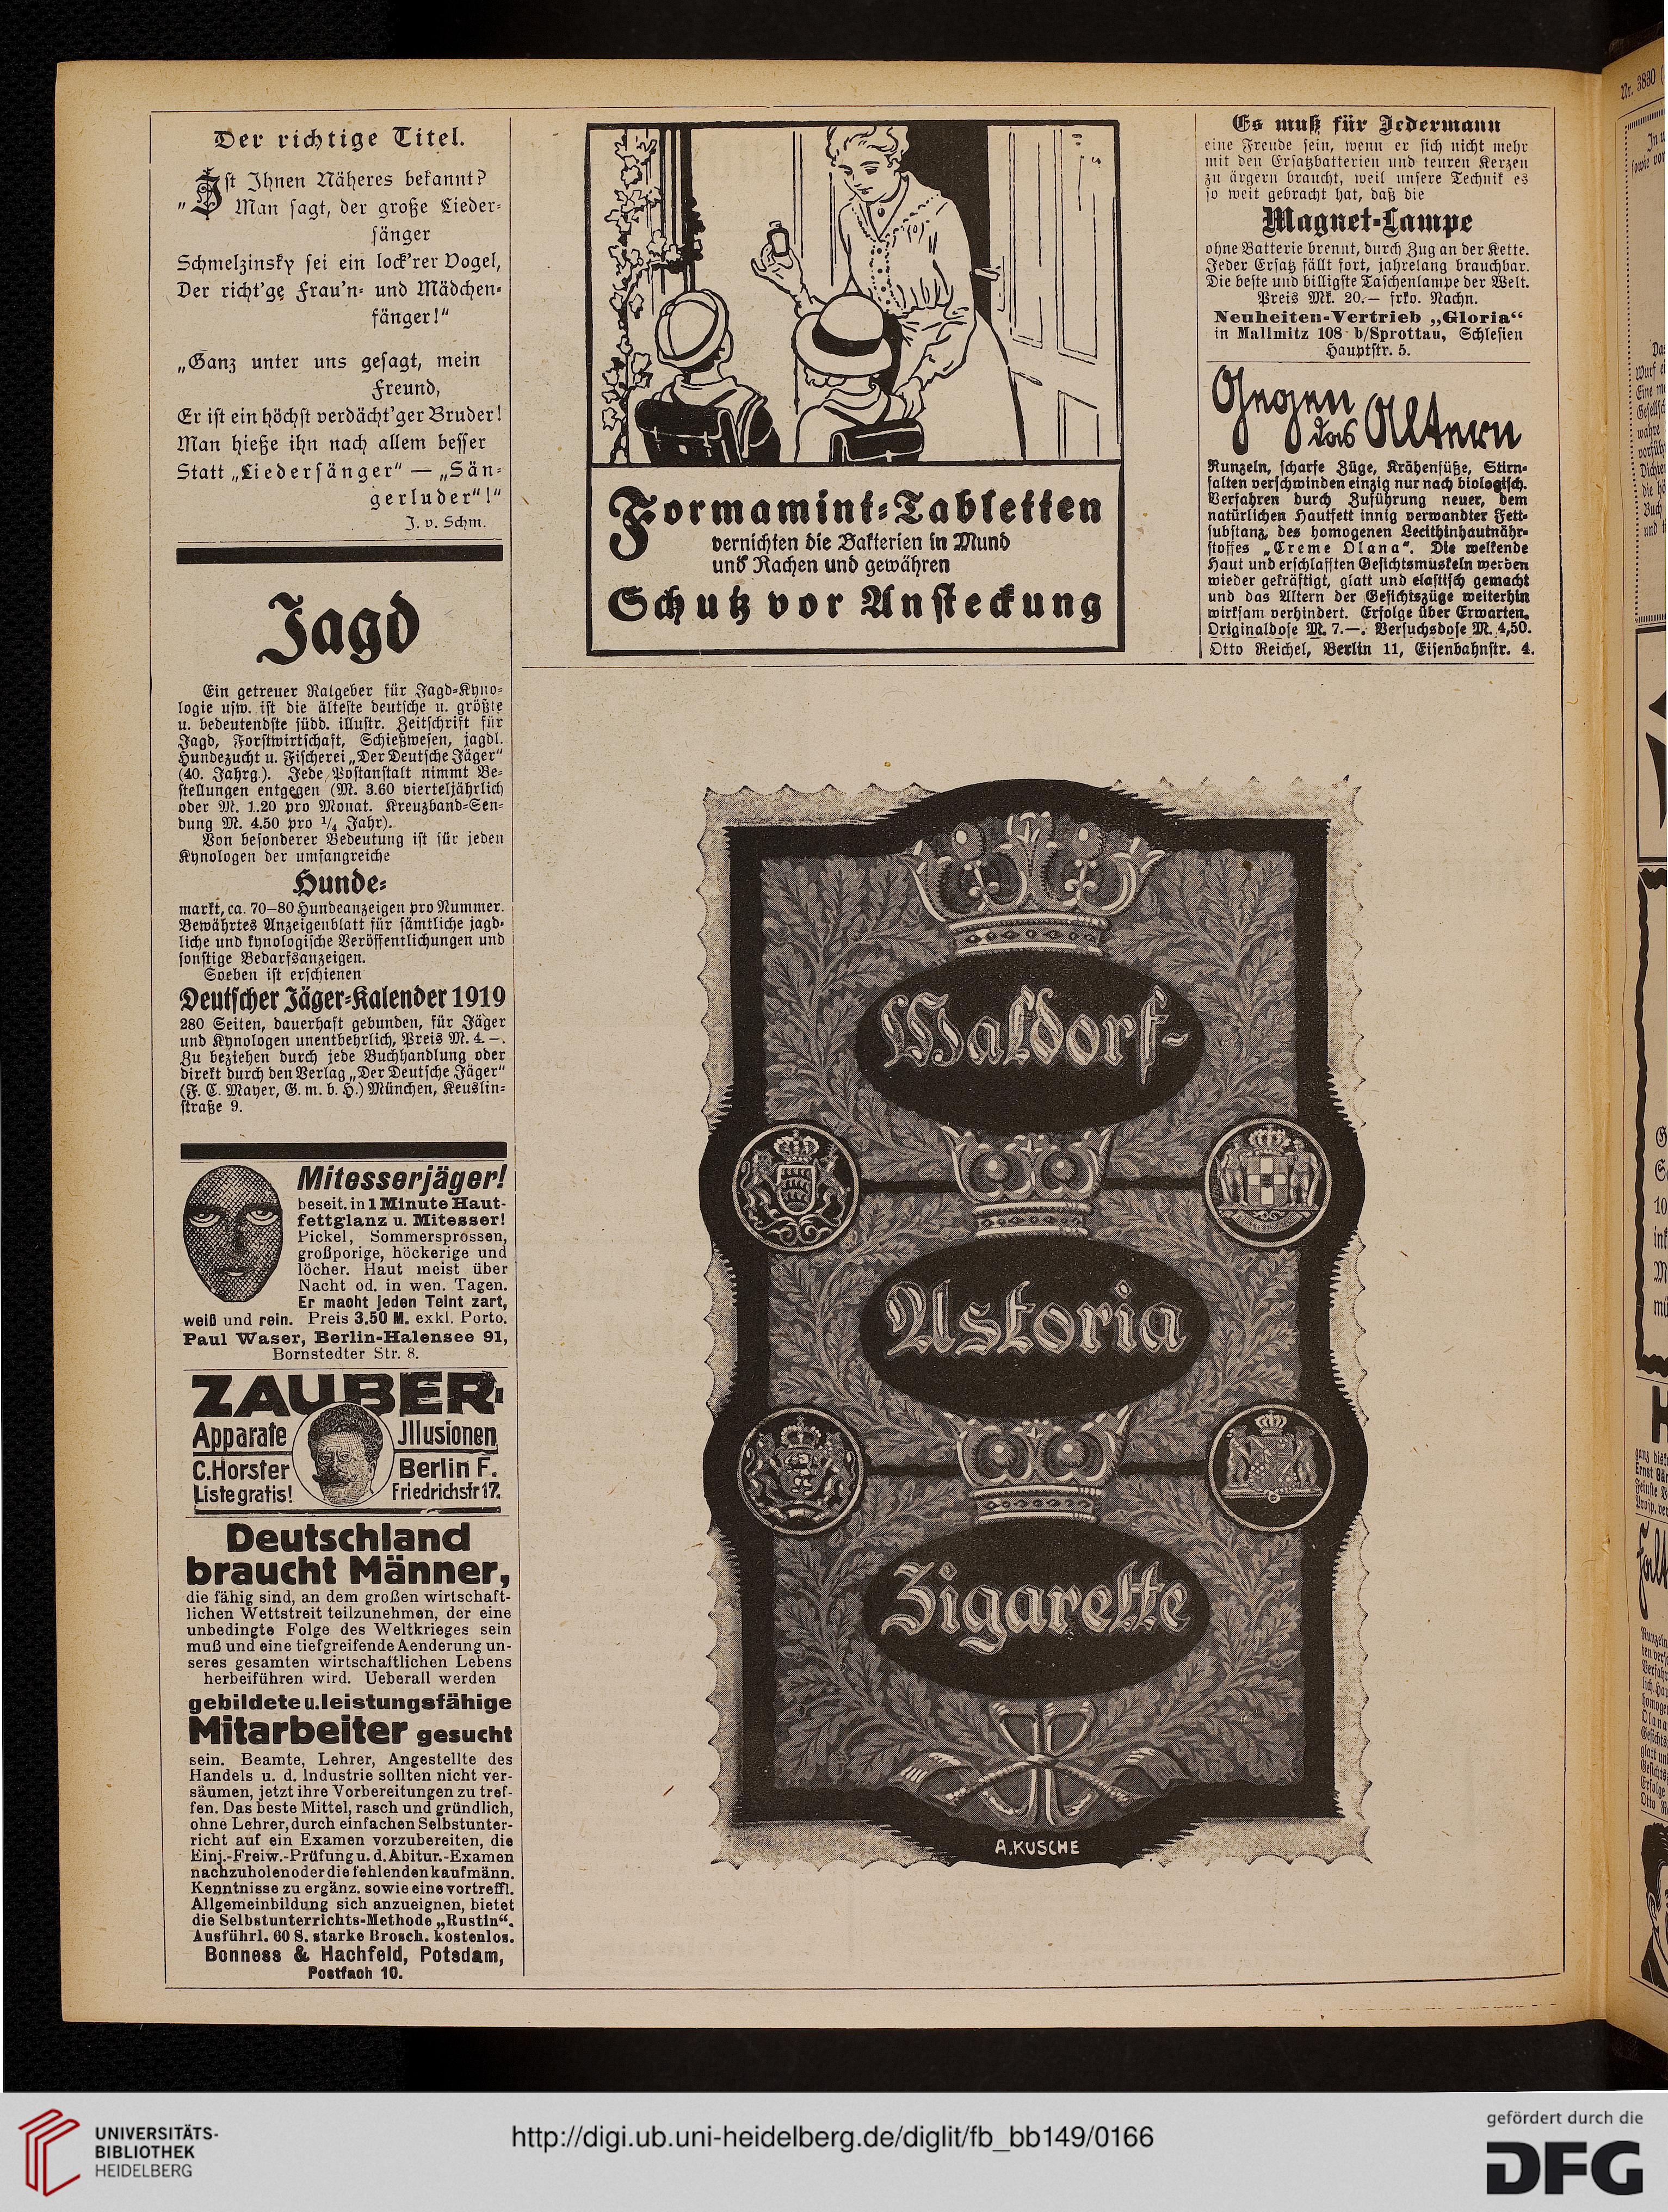 Der richtige Titel.
"Ist Ihnen Näheres bekannt?
Man sagt, der große Lieder-
sänger
Schmelzinsky sei ein lock'rer Vogel,
Der richt'ge Frau'n- und Mädchen-
fänger!“
„Ganz unter uns gesagt, mein
Freund,
Er ist ein höchst verdächt'ger Bruder!
Man hieße ihn nach allem besser
Statt „Liedersänger“ — „Sän-
gerluder“!“
J. v. Schm.
Jagd
Ein getreuer Ratgeber für Jagd-Kyno-
logie usw. ist die älteste deutsche u. größte
u. bedeutendste südd. illustr. Zeitschrift für
Jagd, Forstwirtschaft, Schießwesen, jagdl.
Hundezucht u. Fischerei „Der Deutsche Jäger“
(40. Jahrg.). Jede Postanstalt nimmt Be-
stellungen entgegen (M. 3.60 vierteljährlich
oder M. 1.20 pro Monat. Kreuzband-Sen-
dung M. 4.50 pro 1/4 Jahr).
Von besonderer Bedeutung ist für jeden
Kynologen der umfangreiche
Hunde-
markt, ca. 70–80 Hundeanzeigen pro Nummer.
Bewährtes Anzeigenblatt für sämtliche jagd-
liche und kynologische Veröffentlichungen und
sonstige Bedarfsanzeigen.
Soeben ist erschienen
Deutscher Jäger-Kalender 1919
280 Seiten, dauerhaft gebunden, für Jäger
und Kynologen unentbehrlich, Preis M. 4.–.
Zu beziehen durch jede Buchhandlung oder
direkt durch den Verlag „Der Deutsche Jäger“
(F. C. Mayer, G. m. b. H.) München, Keuslin-
straße 9.
Mitesserjäger!
beseit. in 1 Minute Haut-
fettglanz u. Mitesser!
Pickel, Sommersprossen,
großporige, höckerige und
löcher. Haut meist über
Nacht od. in wen. Tagen.
Er macht jeden Teint zart,
weiß und rein. Preis 3.50 M. exkl. Porto.
Paul Waser, Berlin-Halensee 91,
Bornstedter Str. 8.
ZAUBER-
Apparate Jllusionen
C.Horster Berlin F.
Liste gratis! Friedrichstr 17.
Deutschland
braucht Männer,
die fähig sind, an dem großen wirtschaft-
lichen Wettstreit teilzunehmen, der eine
unbedingte Folge des Weltkrieges sein
muß und eine tiefgreifende Aenderung un-
seres gesamten wirtschaftlichen Lebens
herbeiführen wird. Ueberall werden
gebildete u. leistungsfähige
Mitarbeiter gesucht
sein. Beamte, Lehrer, Angestellte des
Handels u. d. Industrie sollten nicht ver-
säumen, jetzt ihre Vorbereitungen zu tref-
fen. Das beste Mittel, rasch und gründlich,
ohne Lehrer, durch einfachen Selbstunter-
richt auf ein Examen vorzubereiten, die
Einj.-Freiw.-Prüfung u. d. Abitur.-Examen
nachzuholen oder die fehlenden kaufmänn.
Kenntnisse zu ergänz. sowie eine vortreffl.
Allgemeinbildung sich anzueignen, bietet
die Selbstunterrichts-Methode „Rustin“.
Ausführl. 60 S. starke Brosch. kostenlos.
Bonness & Hachfeld, Potsdam,
Postfach 10.
Formamint-Tabletten
vernichten die Bakterien in Mund
und Rachen und gewähren
Schutz vor Ansteckung
Es muß für Jedermann
eine Freude sein, wenn er sich nicht mehr
mit den Ersatzbatterien und teuren Kerzen
zu ärgern braucht, weil unsere Technik es
so weit gebracht hat, daß die
Magnet-Lampe
ohne Batterie brennt, durch Zug an der Kette.
Jeder Ersatz fällt fort, jahrelang brauchbar.
Die beste und billigste Taschenlampe der Welt.
Preis Mk. 20.— frko. Nachn.
Neuheiten-Vertrieb „Gloria“
in Mallmitz 108 b/Sprottau, Schlesien
Hauptstr. 5.
Gegen
das Altern
Runzeln, scharfe Züge, Krähenfüße, Stirn-
falten verschwinden einzig nur nach biologisch.
Verfahren durch Zuführung neuer, dem
natürlichen Hautfett innig verwandter Fett-
substanz, des homogenen Lecithinhautnähr-
stoffes „Creme Olana“. Die welkende
Haut und erschlafften Gesichtsmuskeln werden
wieder gekräftigt, glatt und elastisch gemacht
und das Altern der Gesichtszüge weiterhin
wirksam verhindert. Erfolge über Erwarten.
Originaldose M. 7.—. Versuchsdose M. 4,50.
Otto Reichel, Berlin 11, Eisenbahnstr. 4.
Waldorf-
Astoria
Zigarette
A.KUSCHE
Nr. 3830
UNIVERSITÄTS-
BIBLIOTHEK
HEIDELBERG
http://digi.ub.uni-heidelberg.de/diglit/fb_bb149/0166
gefördert durch die
DFG